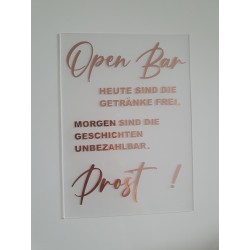 Open Bar
HEUTE SIND DIE
GETRÄNKE FREI.
MORGEN SIND DIE
GESCHICHTEN
UNBEZAHLBAR.
Prost !